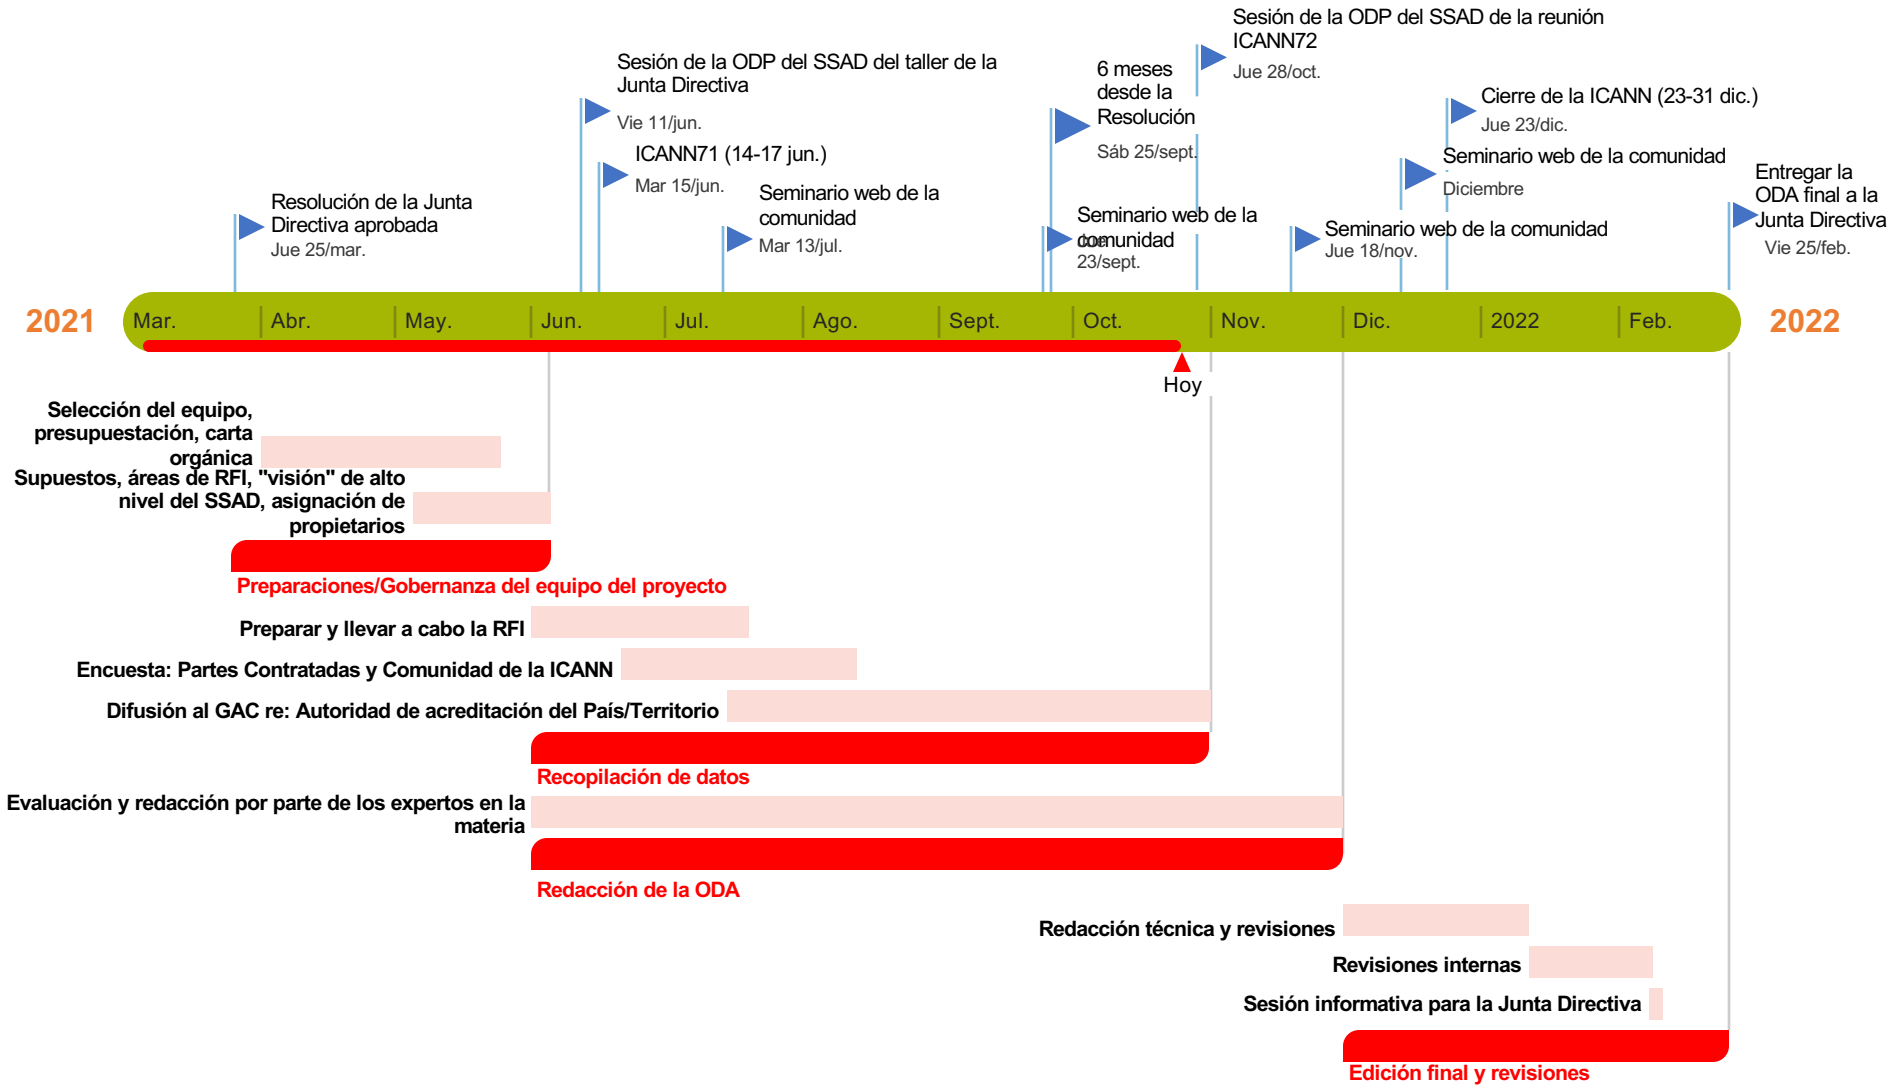 Sesión de la ODP del SSAD de la reunión
ICANN72
Jue 28/oct.
Sesión de la ODP del SSAD del taller de la
Junta Directiva
Vie 11/jun.
6 meses
desde la
Resolución
Sáb 25/sept.
Cierre de la ICANN (23-31 dic.)
Jue 23/dic.
ICANN71 (14-17 jun.)
Mar 15/jun.
Seminario web de la comunidad
Diciembre
Entregar la
ODA final a la
Junta Directiva
Vie 25/feb.
Resolución de la Junta
Directiva aprobada
Jue 25/mar.
Seminario web de la
comunidad
Mar 13/jul.
Seminario web de la
comunidad
Jue
23/sept.
Seminario web de la comunidad
Jue 18/nov.
2021
Mar.
Abr.
May.
Jun.
Jul.
Ago.
Sept.
Oct.
Nov.
Dic.
2022
Feb.
2022
Hoy
Selección del equipo,
presupuestación, carta
orgánica
Supuestos, áreas de RFI, "visión" de alto
nivel del SSAD, asignación de
propietarios
Preparaciones/Gobernanza del equipo del proyecto
Preparar y llevar a cabo la RFI
Encuesta: Partes Contratadas y Comunidad de la ICANN
Difusión al GAC re: Autoridad de acreditación del País/Territorio
Recopilación de datos
Evaluación y redacción por parte de los expertos en la
materia
Redacción de la ODA
Redacción técnica y revisiones
Revisiones internas
Sesión informativa para la Junta Directiva
Edición final y revisiones